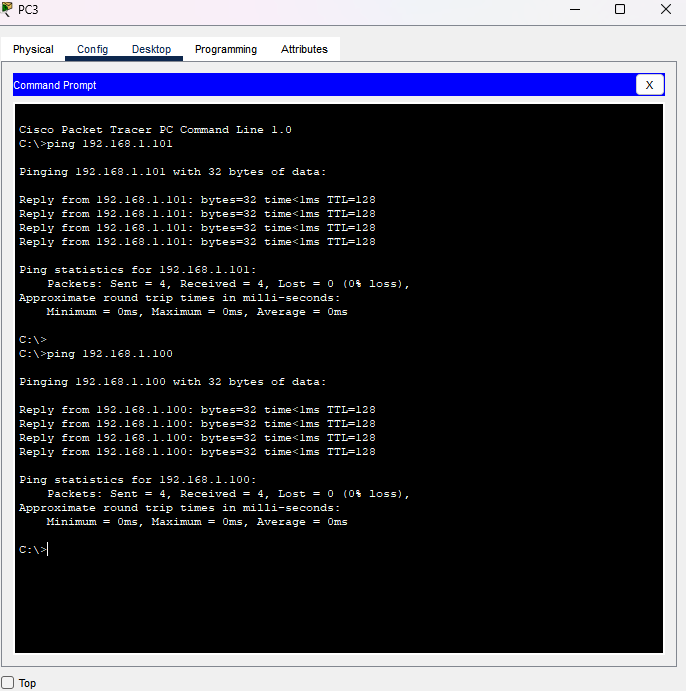 PC3
Physical Config Desktop Programming Attributes
Command Prompt
X
Cisco Packet Tracer PC Command Line 1.0
C:\>ping 192.168.1.101
Pinging 192.168.1.101 with 32 bytes of data:
Reply from 192.168.1.101: bytes=32 time<1ms TTL=128
Reply from 192.168.1.101: bytes=32 time<1ms TTL=128
Reply from 192.168.1.101: bytes=32 time<1ms TTL=128
Reply from 192.168.1.101: bytes=32 time<1ms TTL=128
Ping statistics for 192.168.1.101:
    Packets: Sent = 4, Received = 4, Lost = 0 (0% loss),
Approximate round trip times in milli-seconds:
    Minimum = 0ms, Maximum = 0ms, Average = 0ms
C:\>
C:\>ping 192.168.1.100
Pinging 192.168.1.100 with 32 bytes of data:
Reply from 192.168.1.100: bytes=32 time<1ms TTL=128
Reply from 192.168.1.100: bytes=32 time<1ms TTL=128
Reply from 192.168.1.100: bytes=32 time<1ms TTL=128
Reply from 192.168.1.100: bytes=32 time<1ms TTL=128
Ping statistics for 192.168.1.100:
    Packets: Sent = 4, Received = 4, Lost = 0 (0% loss),
Approximate round trip times in milli-seconds:
    Minimum = 0ms, Maximum = 0ms, Average = 0ms
C:\>
Top